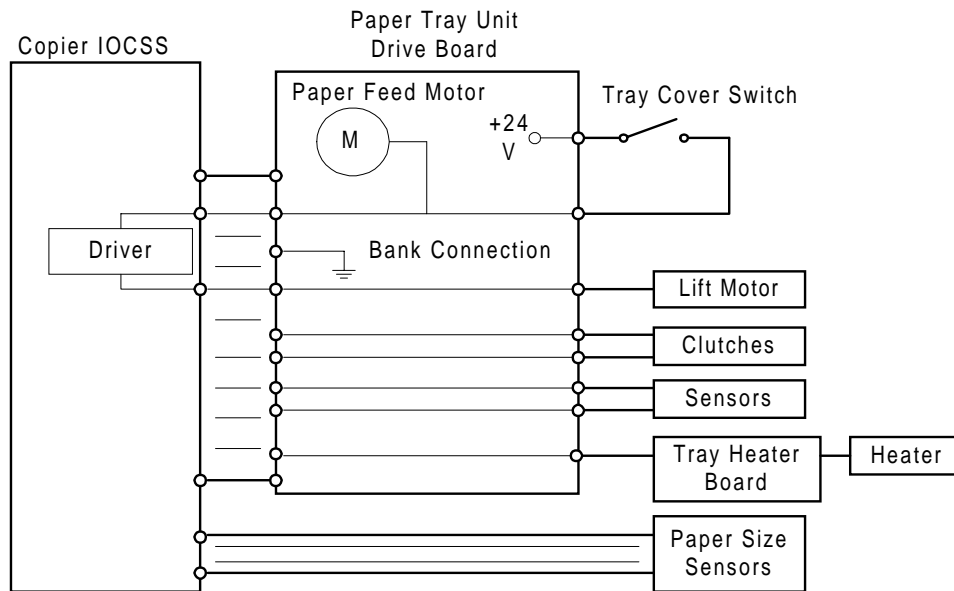 Paper Tray Unit
Drive Board
Copier IOCSS
Paper Feed Motor
Tray Cover Switch
+24
V
M
Driver
Bank Connection
Lift Motor
Clutches
Sensors
Tray Heater
Board
Heater
Paper Size
Sensors